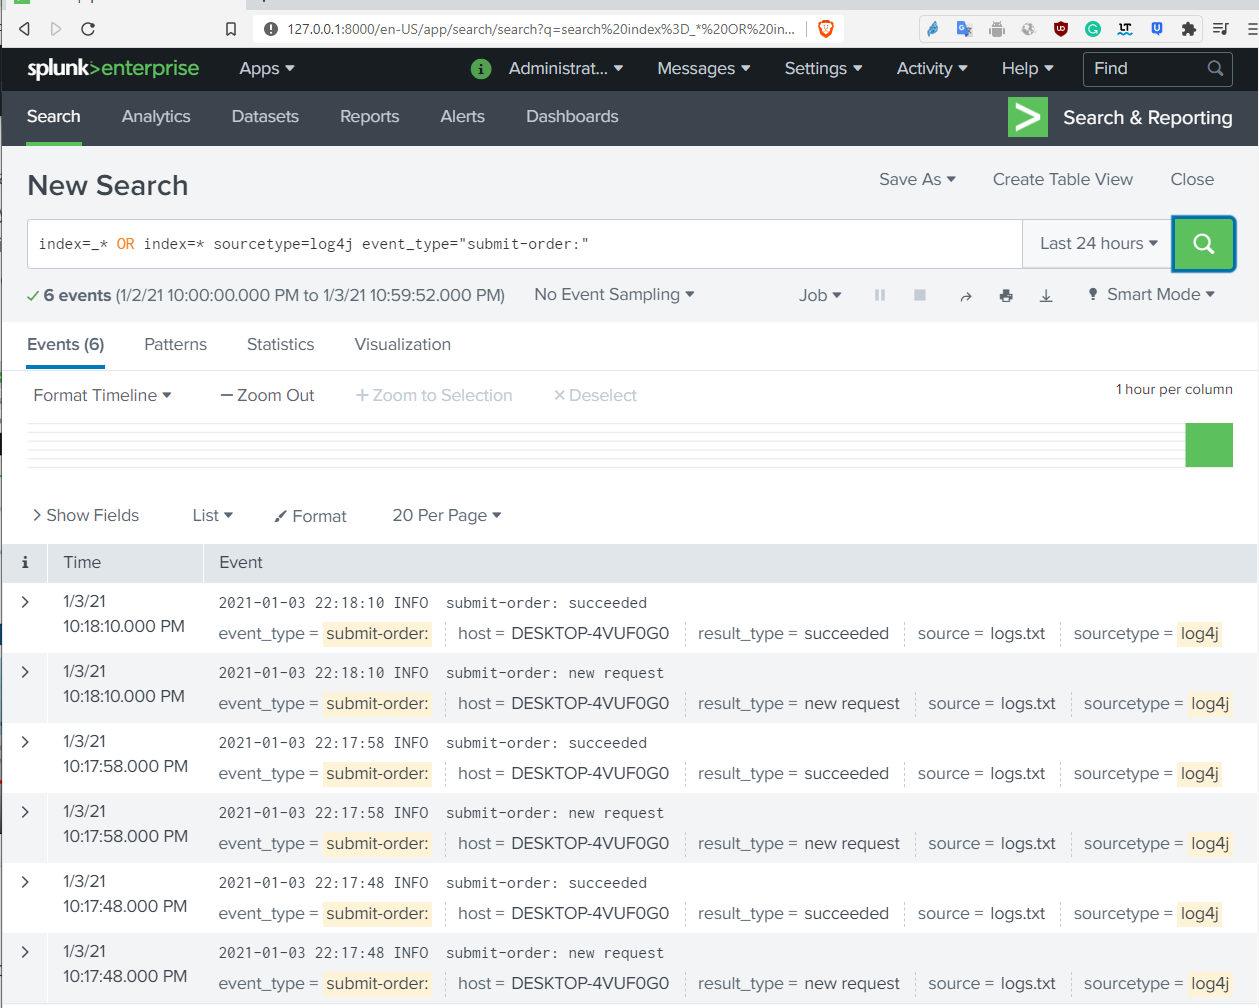 127.0.0.1:8000/en-US/app/search/search?q=search%20index%3D_*%20OR%20in...
splunk>enterprise Apps i Administrat... Messages Settings Activity Help Find
Search Analytics Datasets Reports Alerts Dashboards > Search & Reporting
New Search Save As Create Table View Close
index=_* OR index=* sourcetype=log4j event_type="submit-order:" Last 24 hours
6 events (1/2/21 10:00:00.000 PM to 1/3/21 10:59:52.000 PM) No Event Sampling Job Smart Mode
Events (6) Patterns Statistics Visualization
Format Timeline — Zoom Out + Zoom to Selection × Deselect 1 hour per column
> Show Fields List Format 20 Per Page
i Time Event
> 1/3/21 2021-01-03 22:18:10 INFO submit-order: succeeded
10:18:10.000 PM event_type = submit-order: host = DESKTOP-4VUF0G0 result_type = succeeded source = logs.txt sourcetype = log4j
> 1/3/21 2021-01-03 22:18:10 INFO submit-order: new request
10:18:10.000 PM event_type = submit-order: host = DESKTOP-4VUF0G0 result_type = new request source = logs.txt sourcetype = log4j
> 1/3/21 2021-01-03 22:17:58 INFO submit-order: succeeded
10:17:58.000 PM event_type = submit-order: host = DESKTOP-4VUF0G0 result_type = succeeded source = logs.txt sourcetype = log4j
> 1/3/21 2021-01-03 22:17:58 INFO submit-order: new request
10:17:58.000 PM event_type = submit-order: host = DESKTOP-4VUF0G0 result_type = new request source = logs.txt sourcetype = log4j
> 1/3/21 2021-01-03 22:17:48 INFO submit-order: succeeded
10:17:48.000 PM event_type = submit-order: host = DESKTOP-4VUF0G0 result_type = succeeded source = logs.txt sourcetype = log4j
> 1/3/21 2021-01-03 22:17:48 INFO submit-order: new request
10:17:48.000 PM event_type = submit-order: host = DESKTOP-4VUF0G0 result_type = new request source = logs.txt sourcetype = log4j